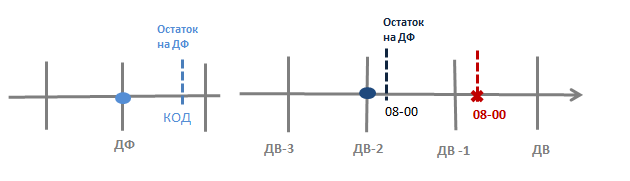 Остаток
на ДФ
Остаток
на ДФ
КОД
08-00
08-00
ДФ
ДВ-3
ДВ-2
ДВ -1
ДВ